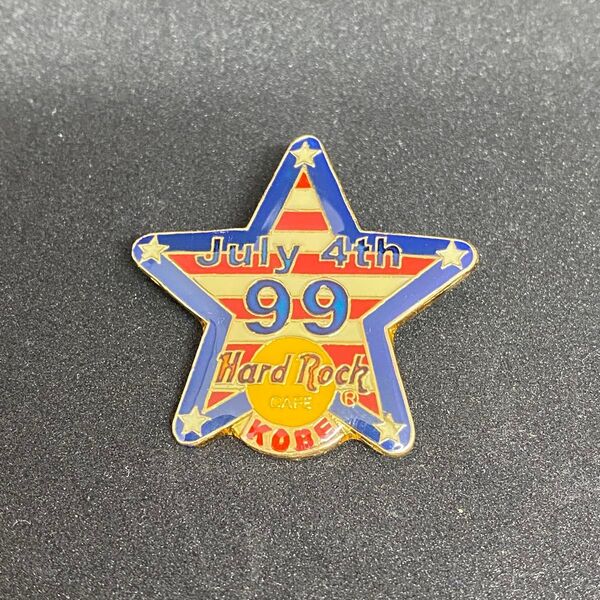 July 4th
99
Hard Rock
CAFE ®
KOBE